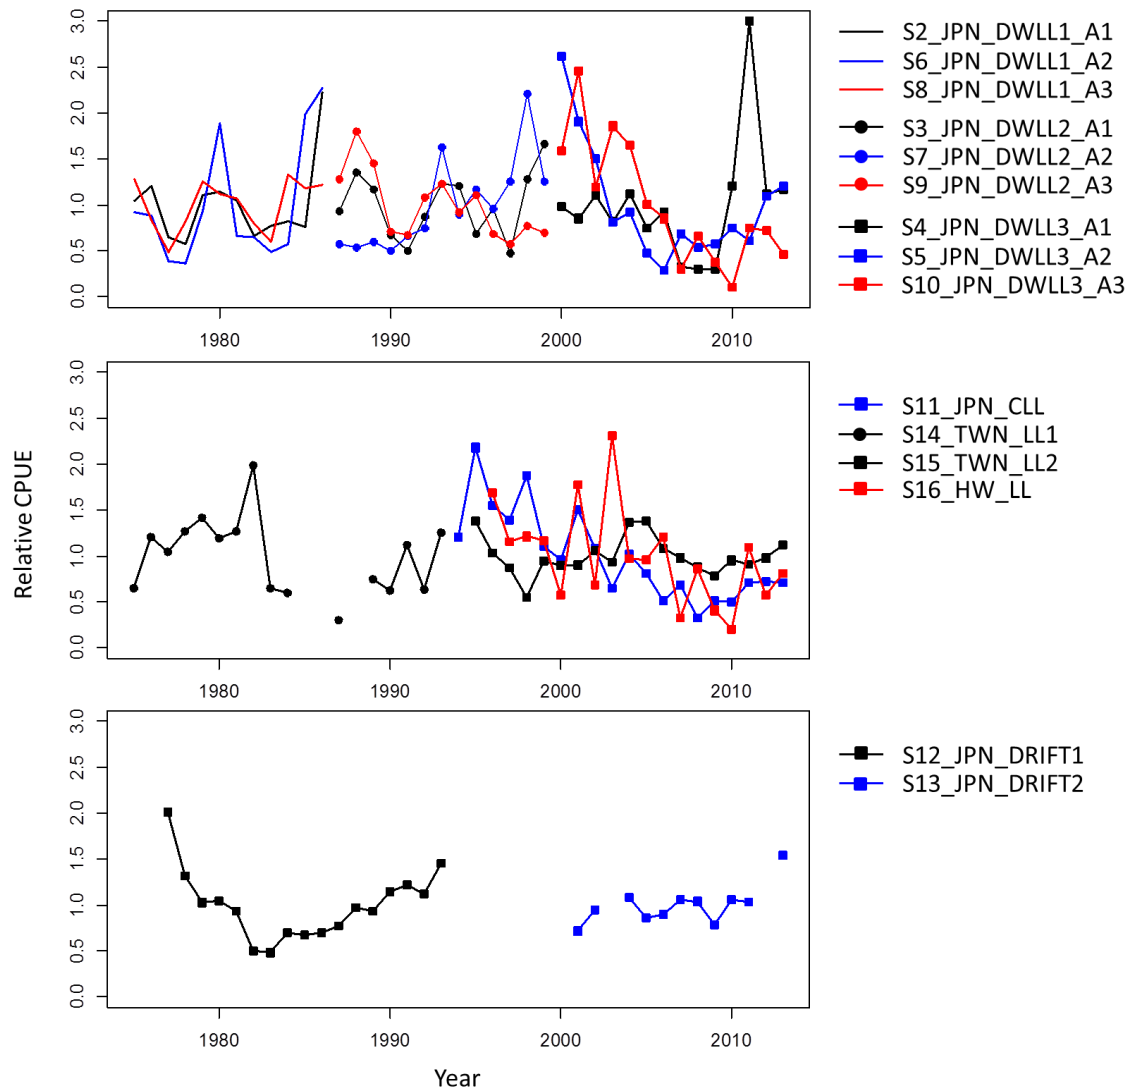 3.0
2.5
2.0
1.5
1.0
0.5
0.0
1980
1990
2000
2010
S2_JPN_DWLL1_A1
S6_JPN_DWLL1_A2
S8_JPN_DWLL1_A3
S3_JPN_DWLL2_A1
S7_JPN_DWLL2_A2
S9_JPN_DWLL2_A3
S4_JPN_DWLL3_A1
S5_JPN_DWLL3_A2
S10_JPN_DWLL3_A3
Relative CPUE
3.0
2.5
2.0
1.5
1.0
0.5
0.0
1980
1990
2000
2010
S11_JPN_CLL
S14_TWN_LL1
S15_TWN_LL2
S16_HW_LL
3.0
2.5
2.0
1.5
1.0
0.5
0.0
1980
1990
2000
2010
S12_JPN_DRIFT1
S13_JPN_DRIFT2
Year